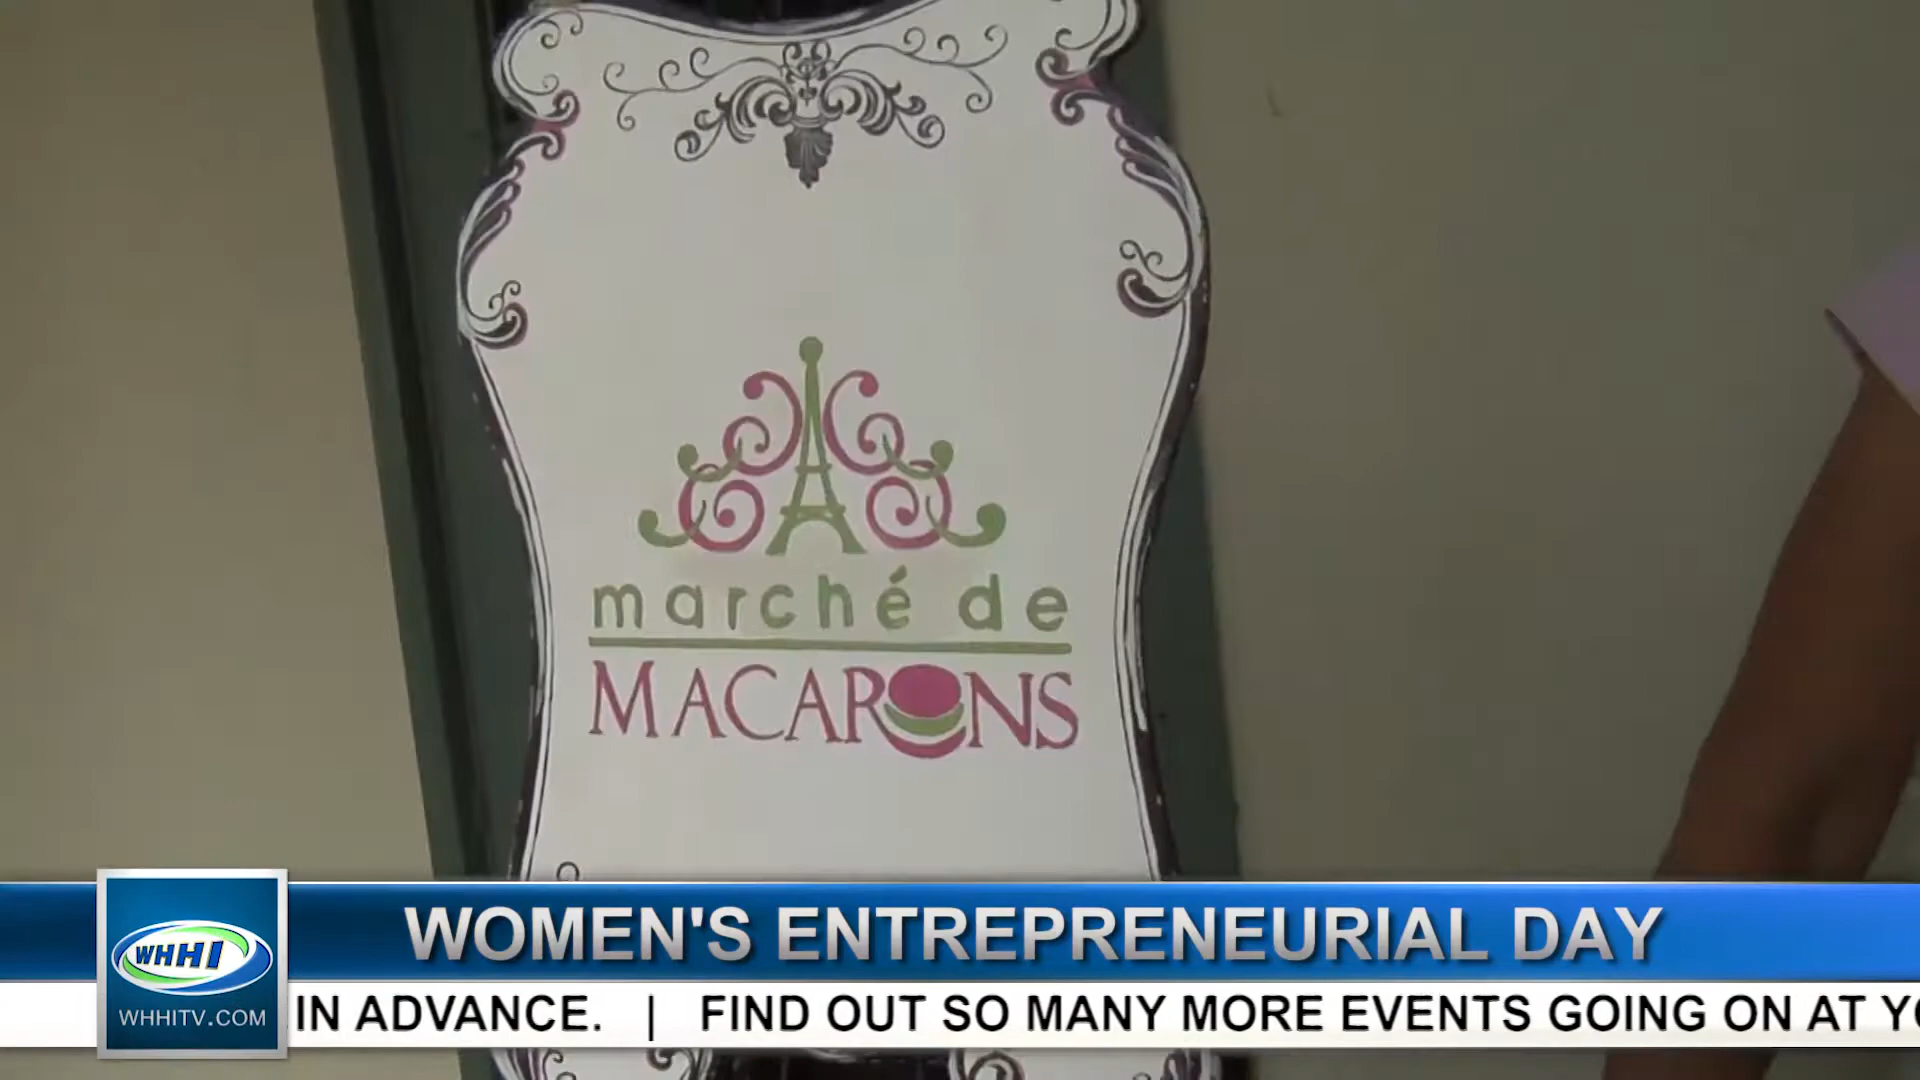 marché de
MACARONS
WOMEN'S ENTREPRENEURIAL DAY
WHHI
WHHITV.COM
IN ADVANCE. | FIND OUT SO MANY MORE EVENTS GOING ON AT